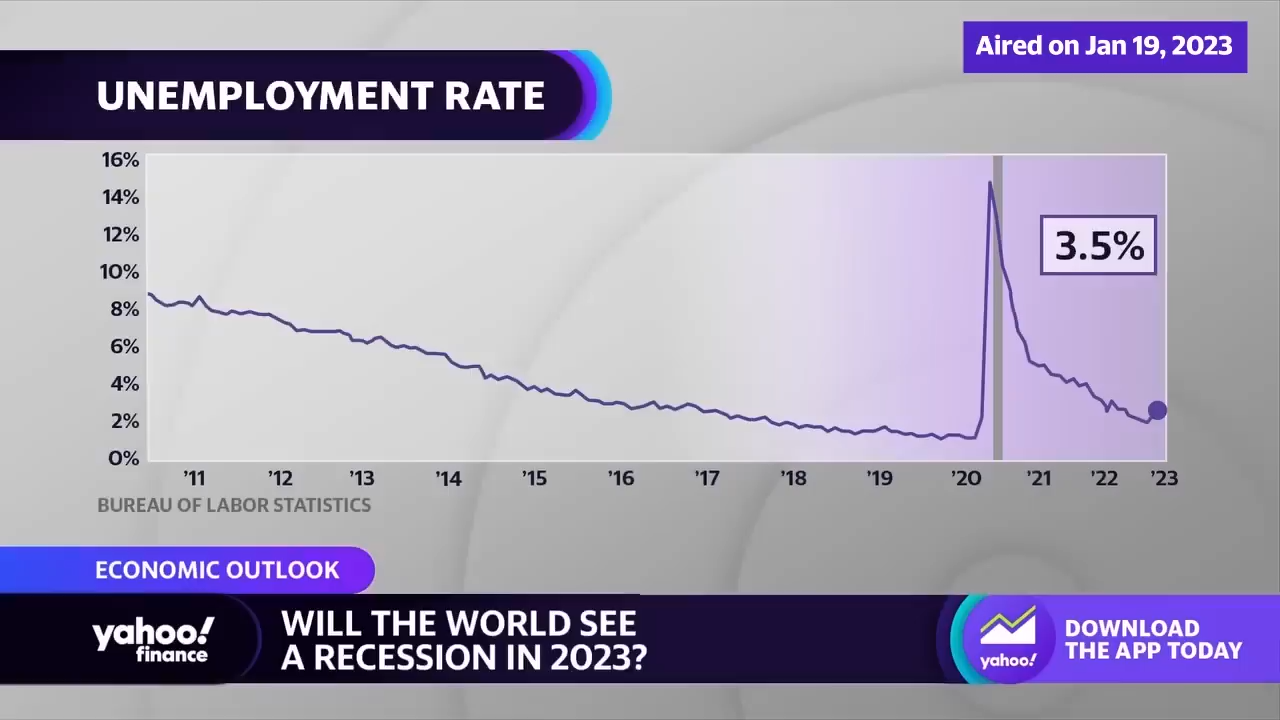 Aired on Jan 19, 2023
UNEMPLOYMENT RATE
16%
14%
12%
10%
8%
6%
4%
2%
0%
3.5%
’11 ’12 ’13 ’14 ’15 ’16 ’17 ’18 ’19 ’20 ’21 ’22 ’23
BUREAU OF LABOR STATISTICS
ECONOMIC OUTLOOK
yahoo!
finance
WILL THE WORLD SEE
A RECESSION IN 2023?
yahoo!
DOWNLOAD
THE APP TODAY